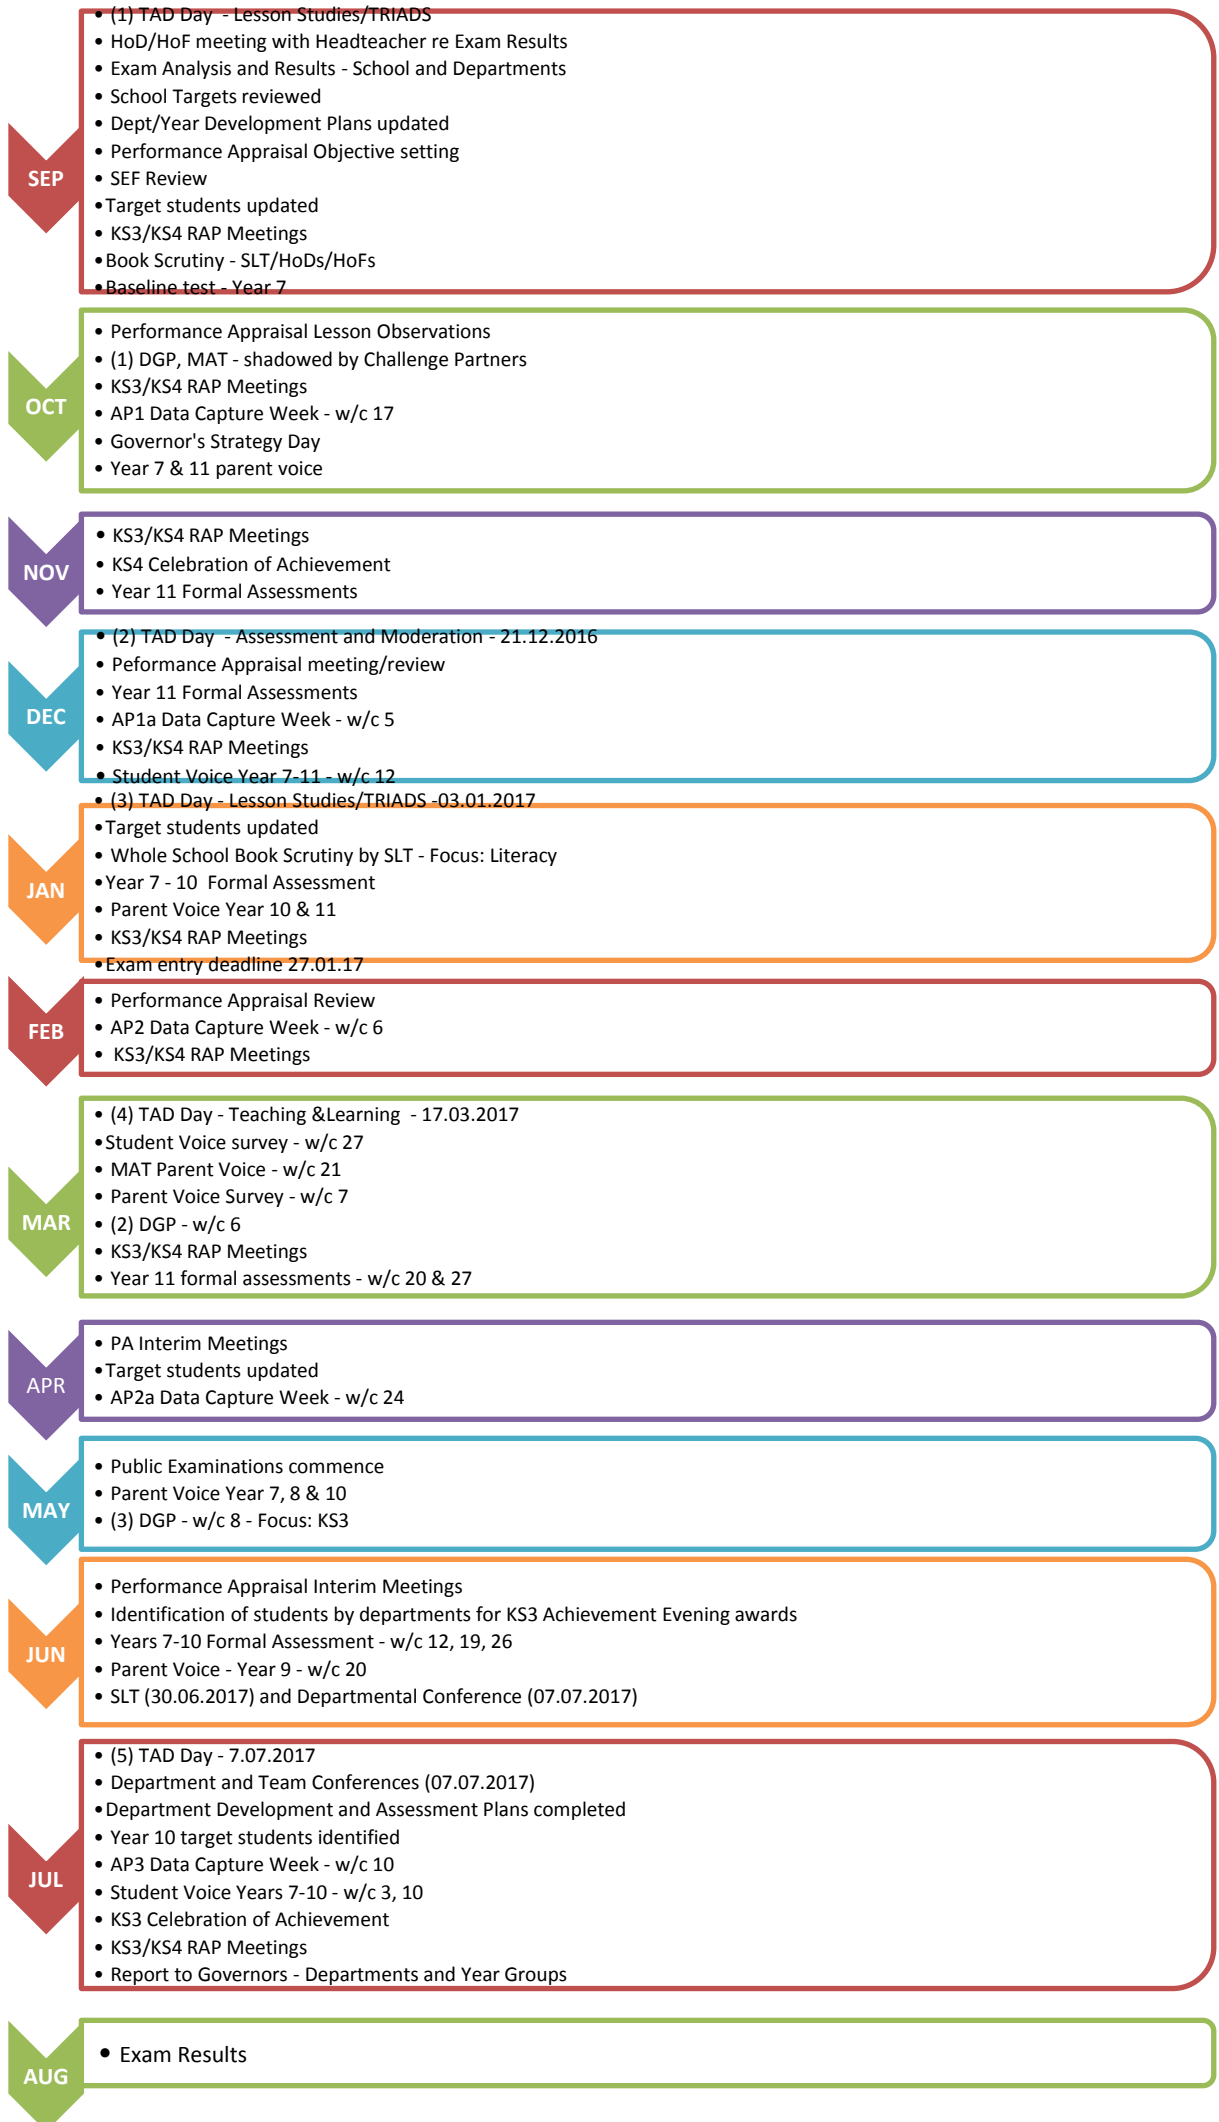 SEP
• (1) TAD Day  - Lesson Studies/TRIADS
• HoD/HoF meeting with Headteacher re Exam Results
• Exam Analysis and Results - School and Departments
• School Targets reviewed
• Dept/Year Development Plans updated
• Performance Appraisal Objective setting
• SEF Review
•Target students updated
• KS3/KS4 RAP Meetings
•Book Scrutiny - SLT/HoDs/HoFs
•Baseline test - Year 7
OCT
• Performance Appraisal Lesson Observations
• (1) DGP, MAT - shadowed by Challenge Partners
• KS3/KS4 RAP Meetings
• AP1 Data Capture Week - w/c 17
• Governor's Strategy Day
• Year 7 & 11 parent voice
NOV
• KS3/KS4 RAP Meetings
• KS4 Celebration of Achievement
• Year 11 Formal Assessments
DEC
• (2) TAD Day  - Assessment and Moderation - 21.12.2016
• Peformance Appraisal meeting/review
• Year 11 Formal Assessments
• AP1a Data Capture Week - w/c 5
• KS3/KS4 RAP Meetings
• Student Voice Year 7-11 - w/c 12
JAN
• (3) TAD Day - Lesson Studies/TRIADS -03.01.2017
•Target students updated
• Whole School Book Scrutiny by SLT - Focus: Literacy
•Year 7 - 10  Formal Assessment
• Parent Voice Year 10 & 11
• KS3/KS4 RAP Meetings
•Exam entry deadline 27.01.17
FEB
• Performance Appraisal Review
• AP2 Data Capture Week - w/c 6
• KS3/KS4 RAP Meetings
MAR
• (4) TAD Day - Teaching &Learning  - 17.03.2017
•Student Voice survey - w/c 27
• MAT Parent Voice - w/c 21
• Parent Voice Survey - w/c 7
• (2) DGP - w/c 6
• KS3/KS4 RAP Meetings
• Year 11 formal assessments - w/c 20 & 27
APR
• PA Interim Meetings
•Target students updated
• AP2a Data Capture Week - w/c 24
MAY
• Public Examinations commence
• Parent Voice Year 7, 8 & 10
• (3) DGP - w/c 8 - Focus: KS3
JUN
• Performance Appraisal Interim Meetings
• Identification of students by departments for KS3 Achievement Evening awards
• Years 7-10 Formal Assessment - w/c 12, 19, 26
• Parent Voice - Year 9 - w/c 20
• SLT (30.06.2017) and Departmental Conference (07.07.2017)
JUL
• (5) TAD Day - 7.07.2017
• Department and Team Conferences (07.07.2017)
•Department Development and Assessment Plans completed
• Year 10 target students identified
• AP3 Data Capture Week - w/c 10
• Student Voice Years 7-10 - w/c 3, 10
• KS3 Celebration of Achievement
• KS3/KS4 RAP Meetings
• Report to Governors - Departments and Year Groups
AUG
• Exam Results